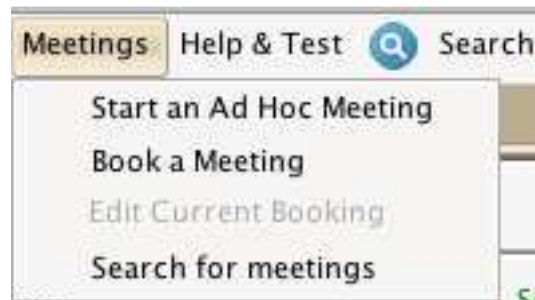 Meetings Help & Test Search
Start an Ad Hoc Meeting
Book a Meeting
Edit Current Booking
Search for meetings